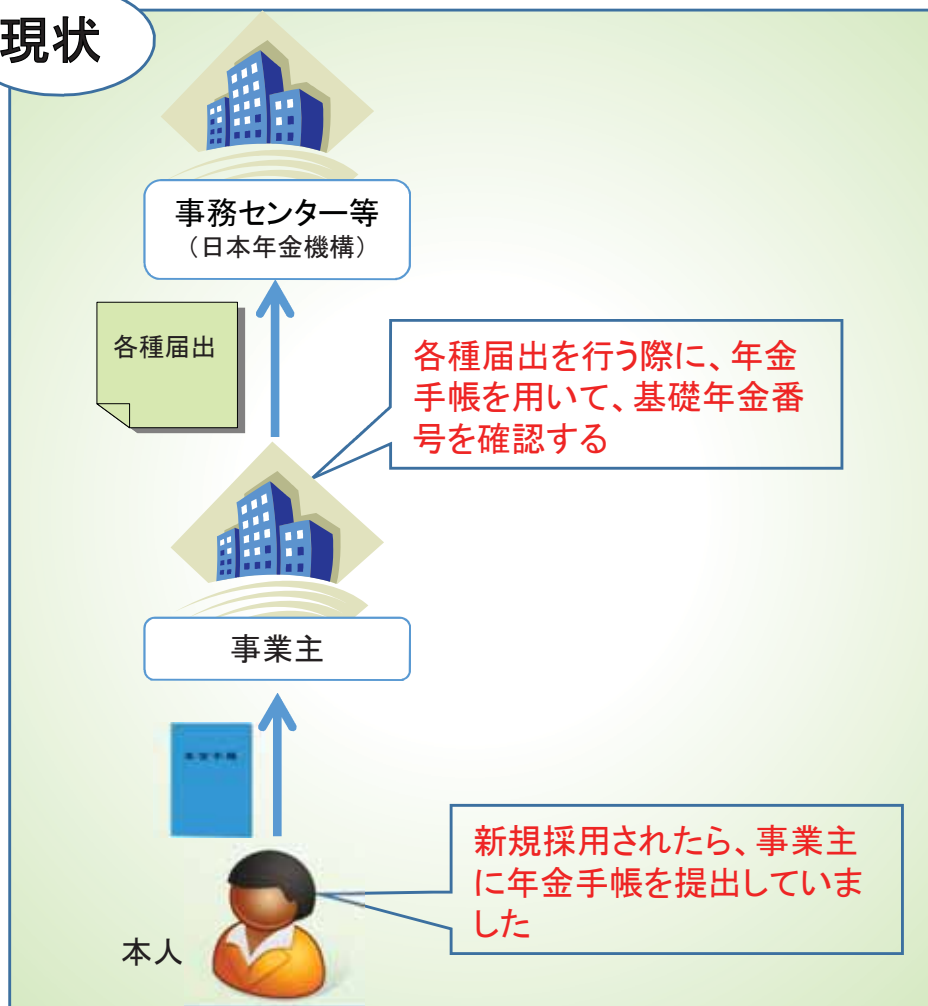 現状
事務センター等
（日本年金機構）
各種届出
各種届出を行う際に、年金
手帳を用いて、基礎年金番
号を確認する
事業主
年金手帳
新規採用されたら、事業主
に年金手帳を提出していま
した
本人